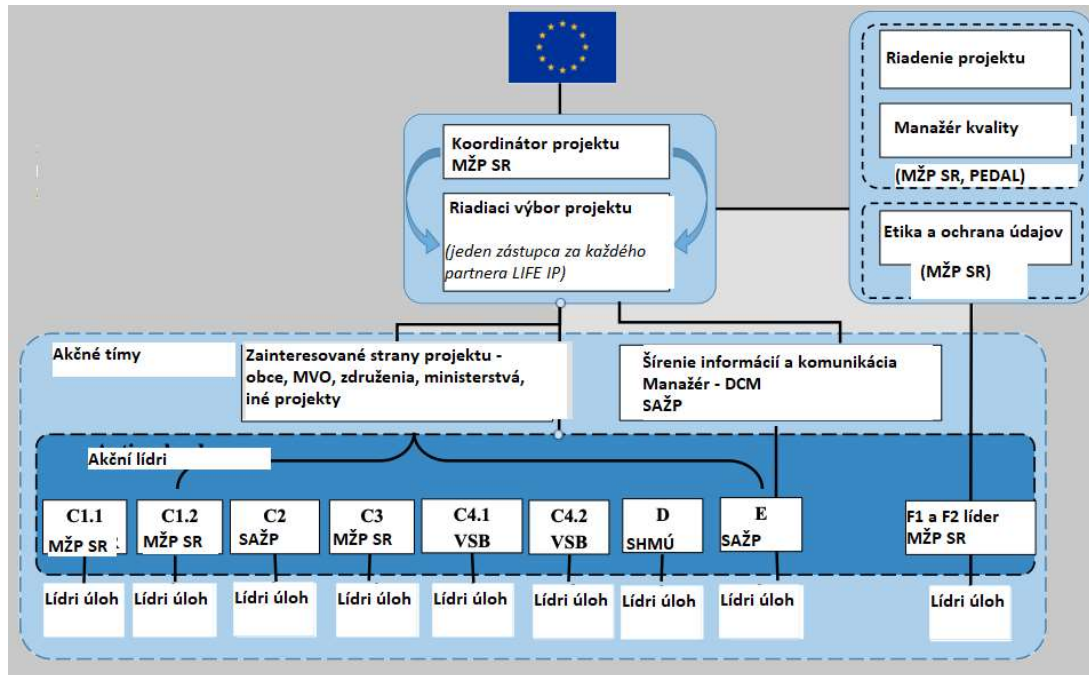 Riadenie projektu
Manažér kvality
(MŽP SR, PEDAL)
Etika a ochrana údajov
(MŽP SR)
Koordinátor projektu
MŽP SR
Riadiaci výbor projektu
(jeden zástupca za každého
partnera LIFE IP)
Akčné tímy
Zainteresované strany projektu -
obce, MVO, združenia, ministerstvá,
iné projekty
Šírenie informácií a komunikácia
Manažér - DCM
SAŽP
Akční lídri
C1.1
MŽP SR
C1.2
MŽP SR
C2
SAŽP
C3
MŽP SR
C4.1
VSB
C4.2
VSB
D
SHMÚ
E
SAŽP
F1 a F2 líder
MŽP SR
Lídri úloh
Lídri úloh
Lídri úloh
Lídri úloh
Lídri úloh
Lídri úloh
Lídri úloh
Lídri úloh
Lídri úloh